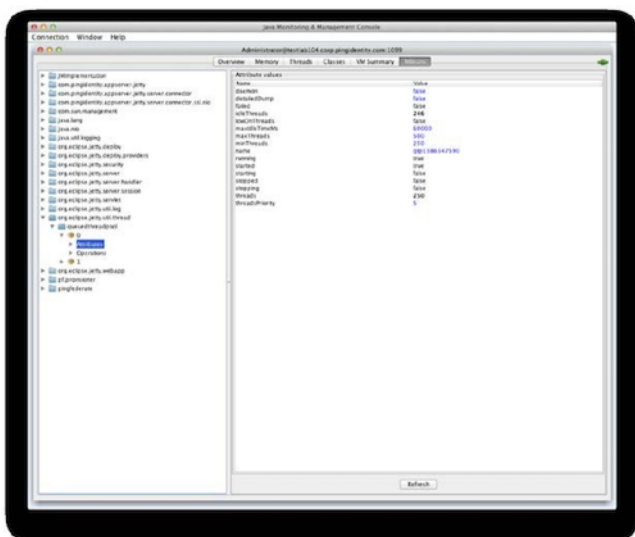 Java Monitoring & Management Console
Connection Window Help
Administrator@testlab104.corp.pingidentity.com:1099
Overview Memory Threads Classes VM Summary MBeans
JMImplementation
com.pingidentity.appserver.jetty
com.pingidentity.appserver.jetty.server.connector
com.pingidentity.appserver.jetty.server.connector.ssl.nio
com.sun.management
java.lang
java.nio
java.util.logging
org.eclipse.jetty.deploy
org.eclipse.jetty.deploy.providers
org.eclipse.jetty.security
org.eclipse.jetty.server
org.eclipse.jetty.server.handler
org.eclipse.jetty.server.session
org.eclipse.jetty.servlet
org.eclipse.jetty.util.log
org.eclipse.jetty.util.thread
queuedthreadpool
0
Attributes
Operations
1
org.eclipse.jetty.webapp
pf.provisioner
pingfederate
Attribute values
Name Value
daemon false
detailedDump false
failed false
idleThreads 246
lowOnThreads false
maxIdleTimeMs 60000
maxThreads 500
minThreads 250
name
running true
started true
starting false
stopped false
stopping false
threads 250
threadsPriority 5
Refresh